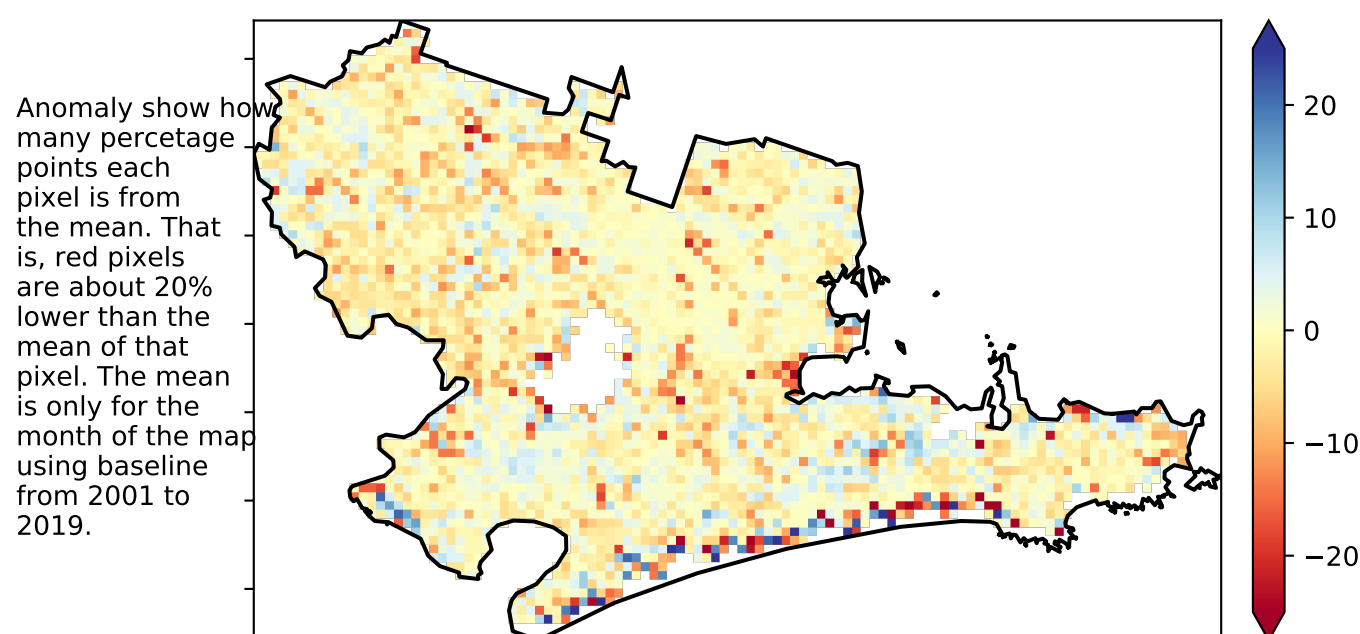 Anomaly show how
many percetage
points each
pixel is from
the mean. That
is, red pixels
are about 20%
lower than the
mean of that
pixel. The mean
is only for the
month of the map
using baseline
from 2001 to
2019.
20
10
0
−10
−20